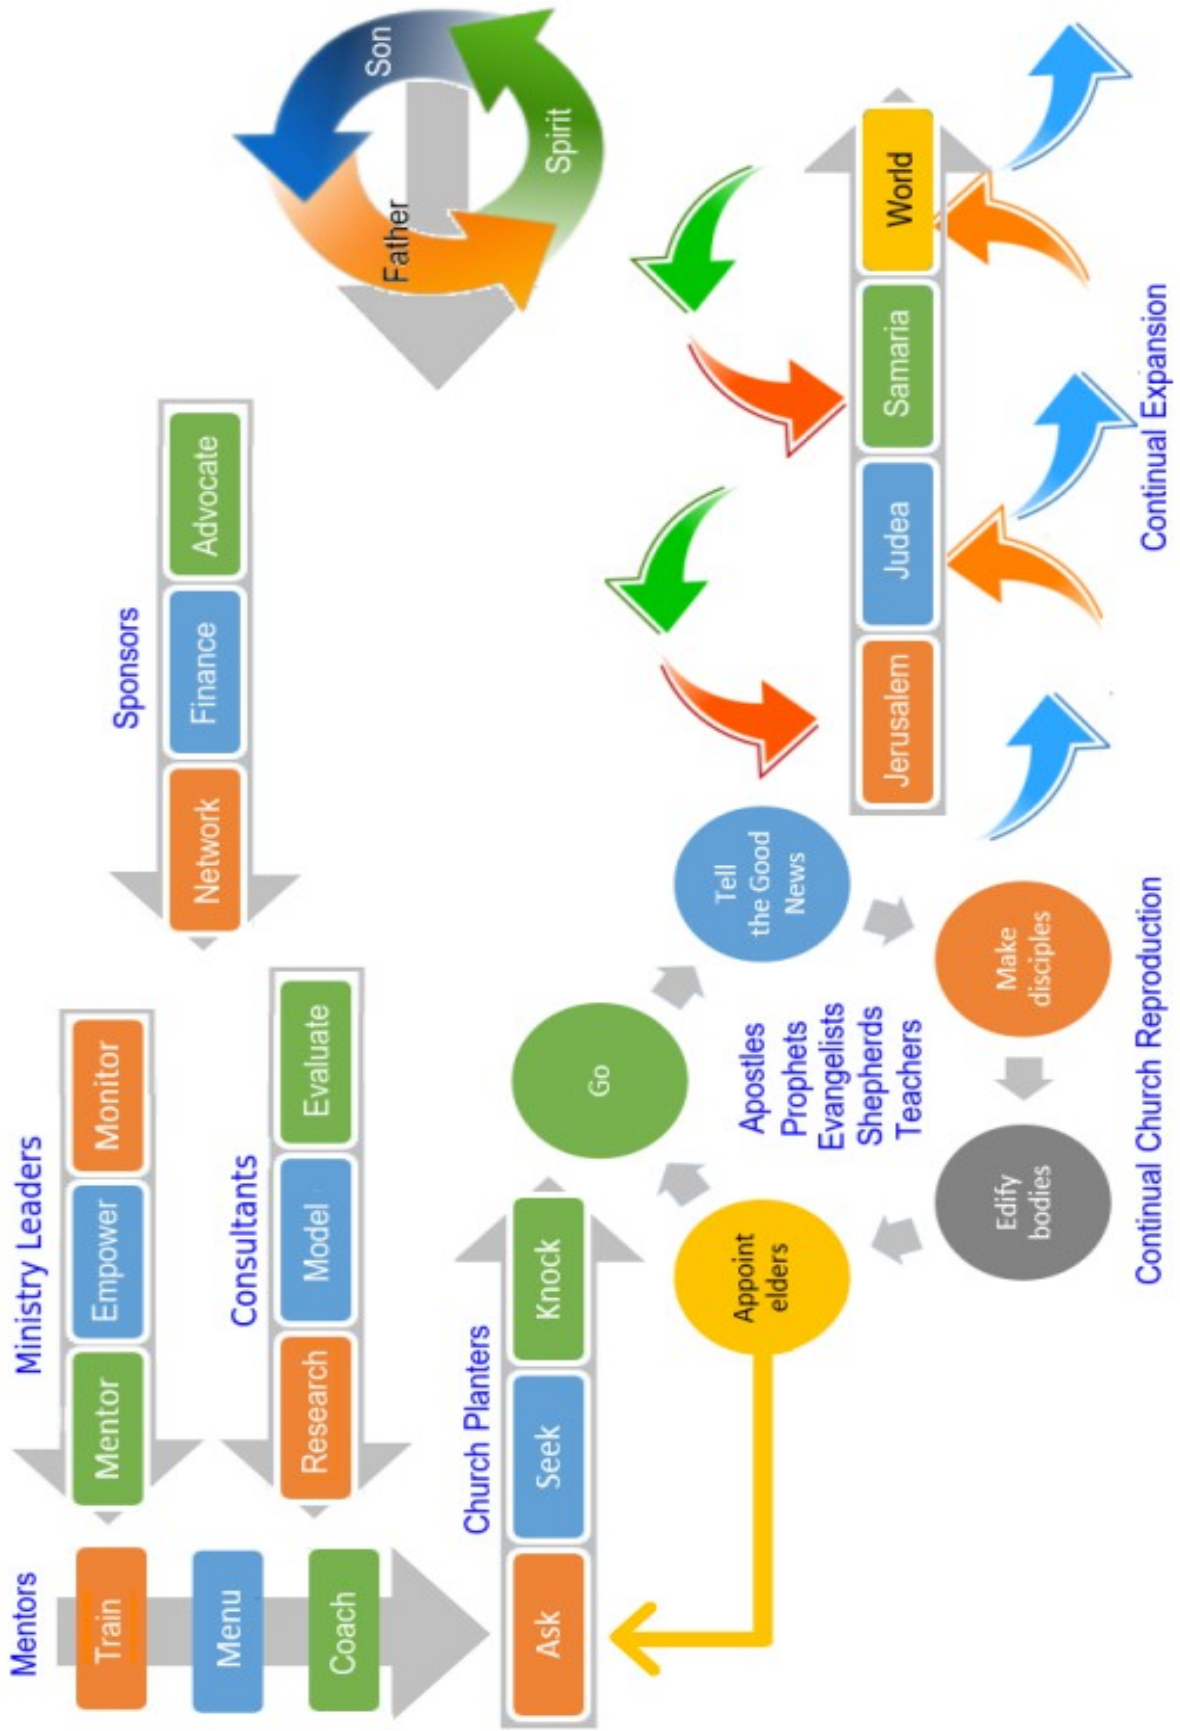 Mentors
Train
Menu
Coach
Ministry Leaders
Mentor
Empower
Monitor
Consultants
Research
Model
Evaluate
Sponsors
Network
Finance
Advocate
Father
Son
Spirit
Church Planters
Ask
Seek
Knock
Go
Tell
the Good
News
Make
disciples
Edify
bodies
Appoint
elders
Apostles
Prophets
Evangelists
Shepherds
Teachers
Continual Church Reproduction
Jerusalem
Judea
Samaria
World
Continual Expansion